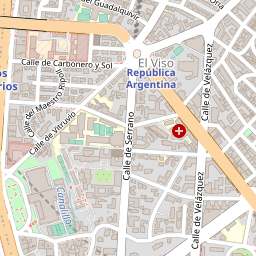 del Guadalquivir
El Viso
Calle de Carbonero y Sol
República
Argentina
os
rios
Calle del Maestro Ripoll
Calle de Vitruvio
Calle de Serrano
Calle de Velázquez
Calle de Velázquez
Canalillo